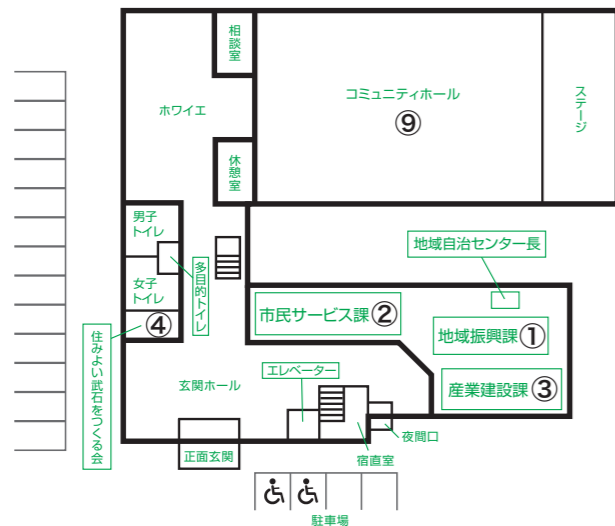 相談室
ホワイエ
コミュニティホール
⑨
ステージ
休憩室
男子
トイレ
多目的トイレ
女子
トイレ
④
住みよい武石をつくる会
地域自治センター長
市民サービス課②
地域振興課①
産業建設課③
玄関ホール
エレベーター
正面玄関
宿直室
夜間口
駐車場